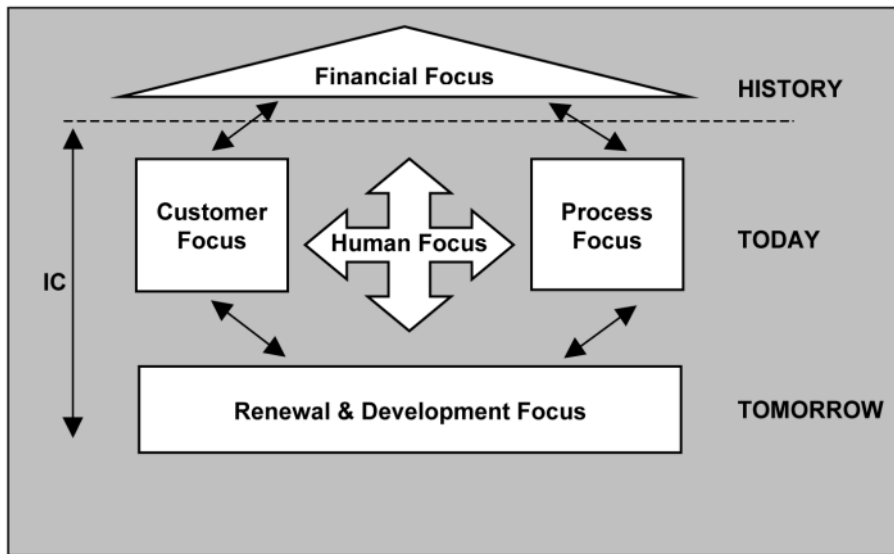 Financial Focus
HISTORY
Customer
Focus
Human Focus
Process
Focus
TODAY
IC
Renewal & Development Focus
TOMORROW